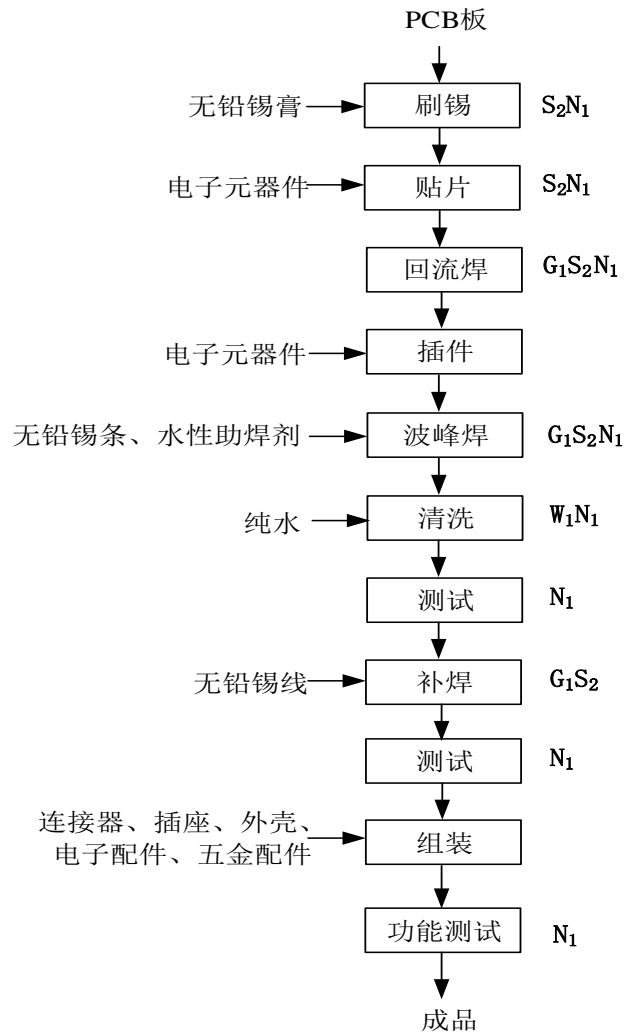 PCB板
无铅锡膏 刷锡 S₂N₁
电子元器件 贴片 S₂N₁
回流焊 G₁S₂N₁
电子元器件 插件
无铅锡条、水性助焊剂 波峰焊 G₁S₂N₁
纯水 清洗 W₁N₁
测试 N₁
无铅锡线 补焊 G₁S₂
测试 N₁
连接器、插座、外壳、
电子配件、五金配件 组装
功能测试 N₁
成品